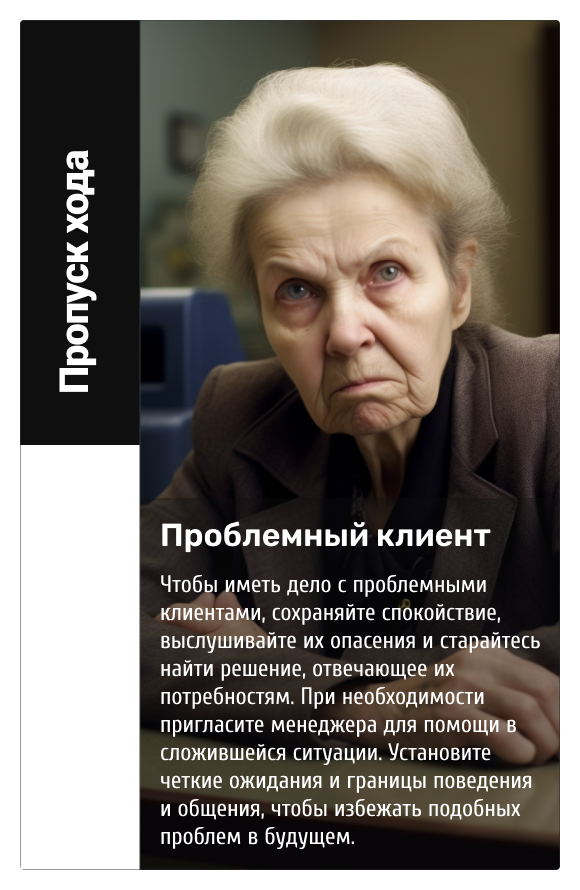 Пропуск хода
Проблемный клиент
Чтобы иметь дело с проблемными
клиентами, сохраняйте спокойствие,
выслушивайте их опасения и старайтесь
найти решение, отвечающее их
потребностям. При необходимости
пригласите менеджера для помощи в
сложившейся ситуации. Установите
четкие ожидания и границы поведения
и общения, чтобы избежать подобных
проблем в будущем.